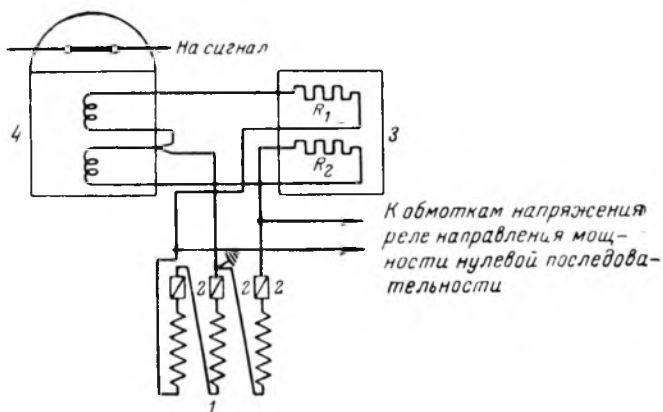 На сигнал
4
R1
R2
3
К обмоткам напряжения
реле направления мощ-
ности нулевой последова-
тельности
2 2 2
1